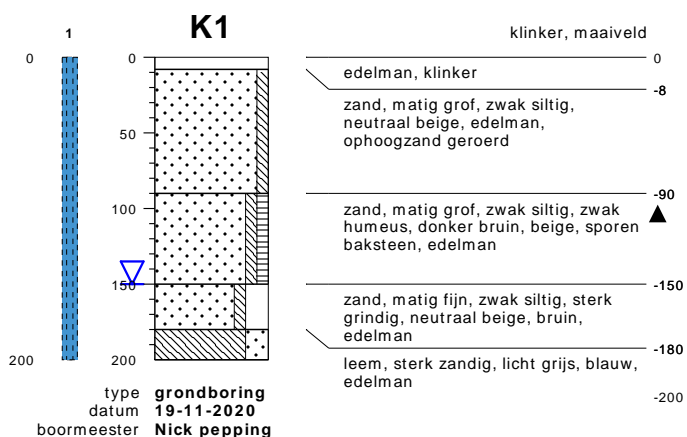 K1
klinker, maaiveld
1
0
0
0
edelman, klinker
-8
zand, matig grof, zwak siltig,
neutraal beige, edelman,
ophoogzand geroerd
50
-90
100
zand, matig grof, zwak siltig, zwak
humeus, donker bruin, beige, sporen
baksteen, edelman
150
-150
zand, matig fijn, zwak siltig, sterk
grindig, neutraal beige, bruin,
edelman
-180
200
200
leem, sterk zandig, licht grijs, blauw,
edelman
-200
type grondboring
datum 19-11-2020
boormeester Nick pepping